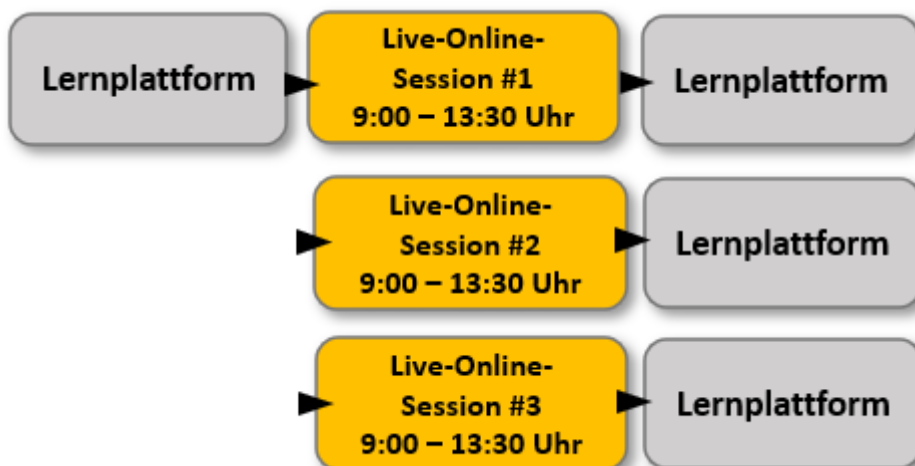 Lernplattform
Live-Online-
Session #1
9:00 – 13:30 Uhr
Lernplattform
Live-Online-
Session #2
9:00 – 13:30 Uhr
Lernplattform
Live-Online-
Session #3
9:00 – 13:30 Uhr
Lernplattform